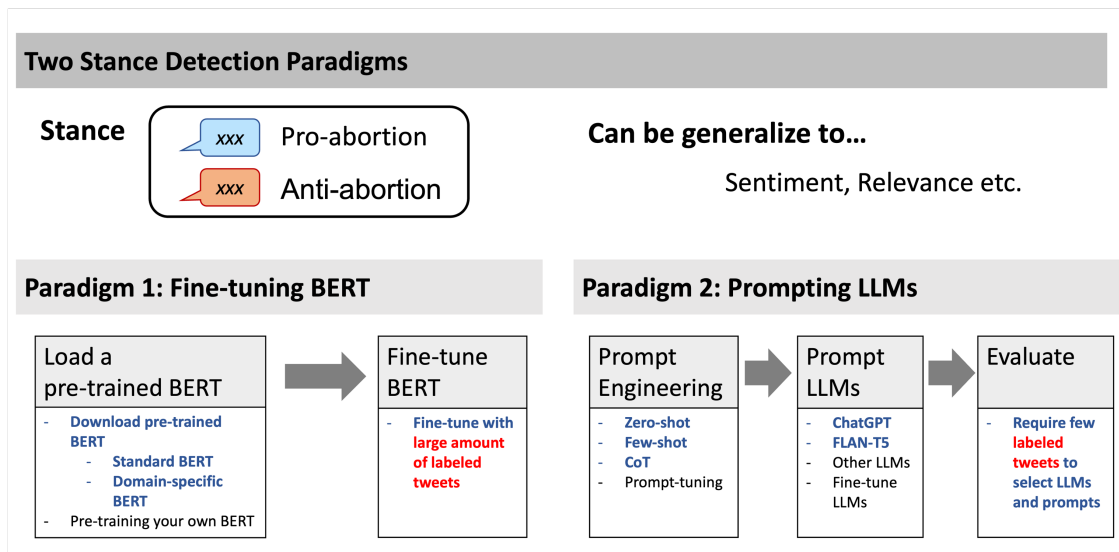 Two Stance Detection Paradigms
Stance
xxx Pro-abortion
xxx Anti-abortion
Can be generalize to...
Sentiment, Relevance etc.
Paradigm 1: Fine-tuning BERT
Load a
pre-trained BERT
- Download pre-trained
BERT
- Standard BERT
- Domain-specific
BERT
- Pre-training your own BERT
Fine-tune
BERT
- Fine-tune with
large amount
of labeled
tweets
Paradigm 2: Prompting LLMs
Prompt
Engineering
- Zero-shot
- Few-shot
- CoT
- Prompt-tuning
Prompt
LLMs
- ChatGPT
- FLAN-T5
- Other LLMs
- Fine-tune
LLMs
Evaluate
- Require few
labeled
tweets to
select LLMs
and prompts